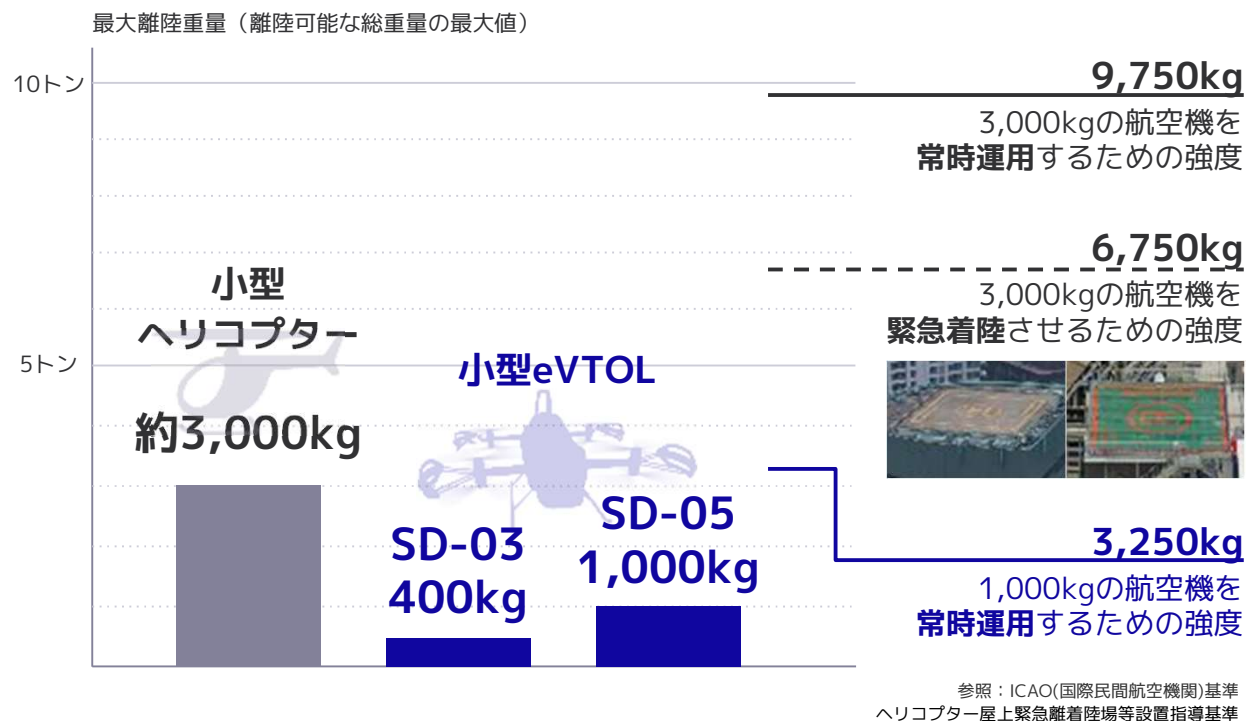 最大離陸重量（離陸可能な総重量の最大値）
10トン
5トン
小型
ヘリコプター
約3,000kg
小型eVTOL
SD-03
400kg
SD-05
1,000kg
9,750kg
3,000kgの航空機を
常時運用するための強度
6,750kg
3,000kgの航空機を
緊急着陸させるための強度
3,250kg
1,000kgの航空機を
常時運用するための強度
参照：ICAO(国際民間航空機関)基準
ヘリコプター屋上緊急離着陸場等設置指導基準